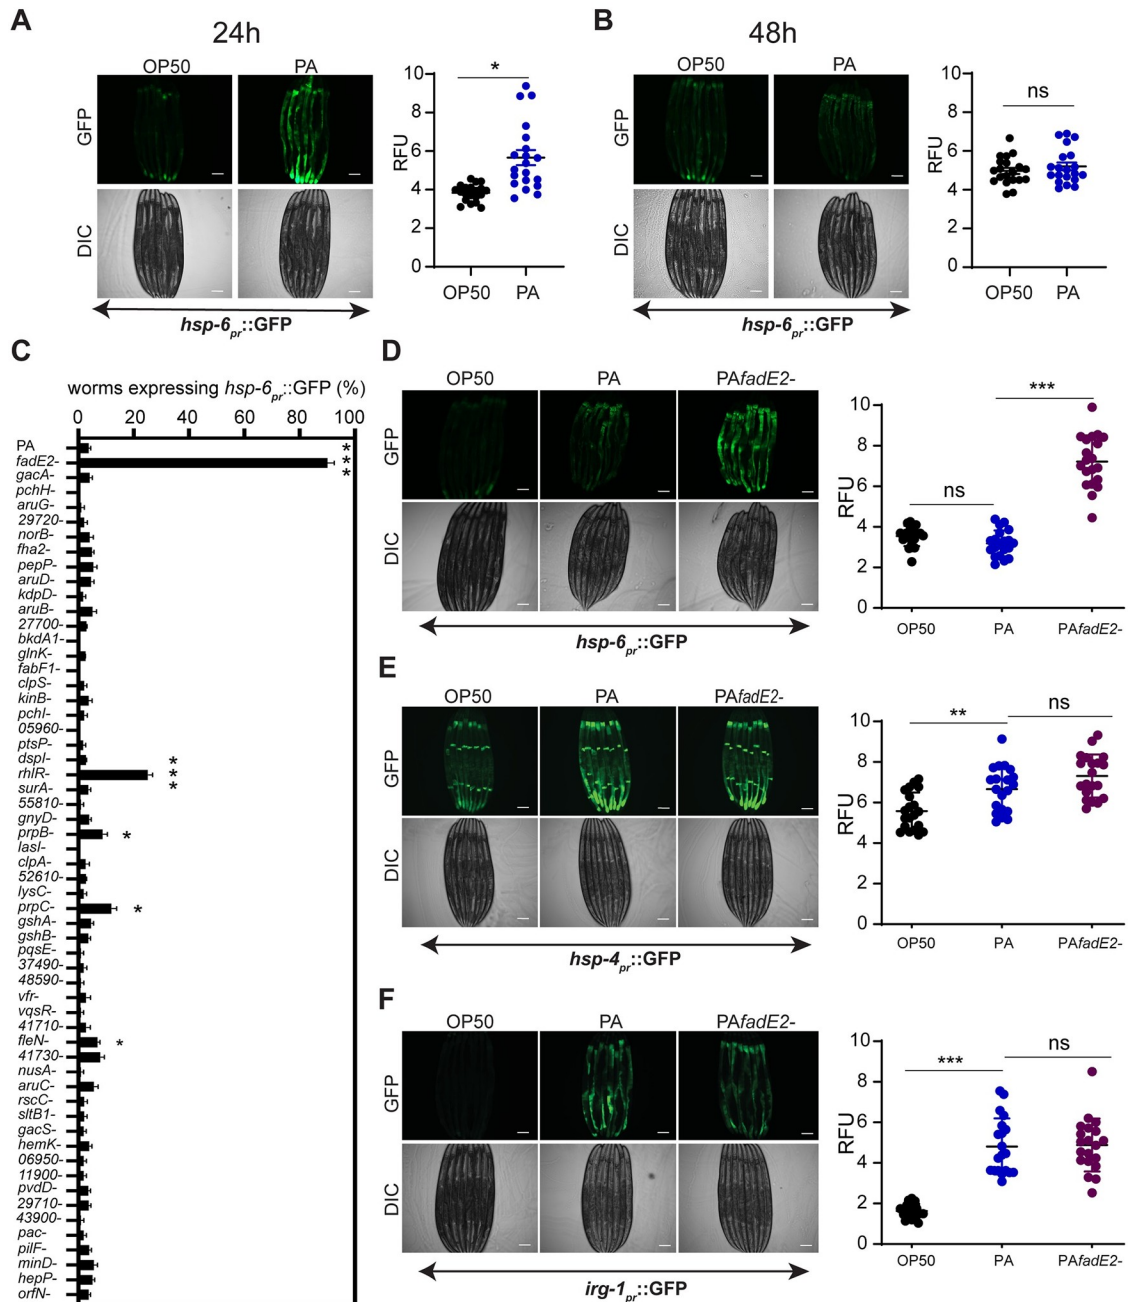 A
24h
OP50 PA
GFP
DIC
hsp-6pr::GFP
10
8
6
4
2
0
RFU
*
OP50 PA
B
48h
OP50 PA
GFP
DIC
hsp-6pr::GFP
10
8
6
4
2
0
RFU
ns
OP50 PA
C
worms expressing hsp-6pr::GFP (%)
0 20 40 60 80 100
PA
fadE2- ***
gacA-
pchH-
aruG-
29720-
norB-
fha2-
pepP-
aruD-
kdpD-
aruB-
27700-
bkdA1-
glnK-
fabF1-
clpS-
kinB-
pchI-
05960-
ptsP-
dspI-
rhlR- ***
surA-
55810-
gnyD-
prpB- *
lasI-
clpA-
52610-
lysC-
prpC- *
gshA-
gshB-
pqsE-
37490-
48590-
vfr-
vqsR-
41710-
fleN- *
41730-
nusA-
aruC-
rscC-
sltB1-
gacS-
hemK-
06950-
11900-
pvdD-
29710-
43900-
pac-
pilF-
minD-
hepP-
orfN-
D
OP50 PA PAfadE2-
GFP
DIC
hsp-6pr::GFP
10
8
6
4
2
0
RFU
ns
***
OP50 PA PAfadE2-
E
OP50 PA PAfadE2-
GFP
DIC
hsp-4pr::GFP
10
8
6
4
2
0
RFU
**
ns
OP50 PA PAfadE2-
F
OP50 PA PAfadE2-
GFP
DIC
irg-1pr::GFP
10
8
6
4
2
0
RFU
***
ns
OP50 PA PAfadE2-